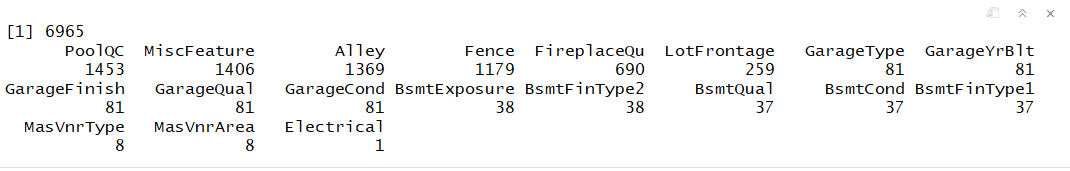 [1] 6965
PoolQC MiscFeature Alley Fence FireplaceQu LotFrontage GarageType GarageYrBlt
1453 1406 1369 1179 690 259 81 81
GarageFinish GarageQual GarageCond BsmtExposure BsmtFinType2 BsmtQual BsmtCond BsmtFinType1
81 81 81 38 38 37 37 37
MasVnrType MasVnrArea Electrical
8 8 1